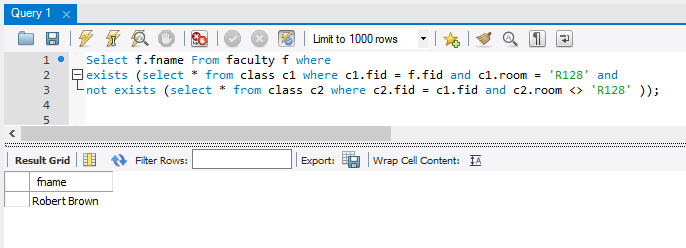 Query 1
Limit to 1000 rows
1 Select f.fname From faculty f where
2 exists (select * from class c1 where c1.fid = f.fid and c1.room = 'R128' and
3 not exists (select * from class c2 where c2.fid = c1.fid and c2.room <> 'R128' ));
4
5
Result Grid Filter Rows: Export: Wrap Cell Content: IA
fname
Robert Brown